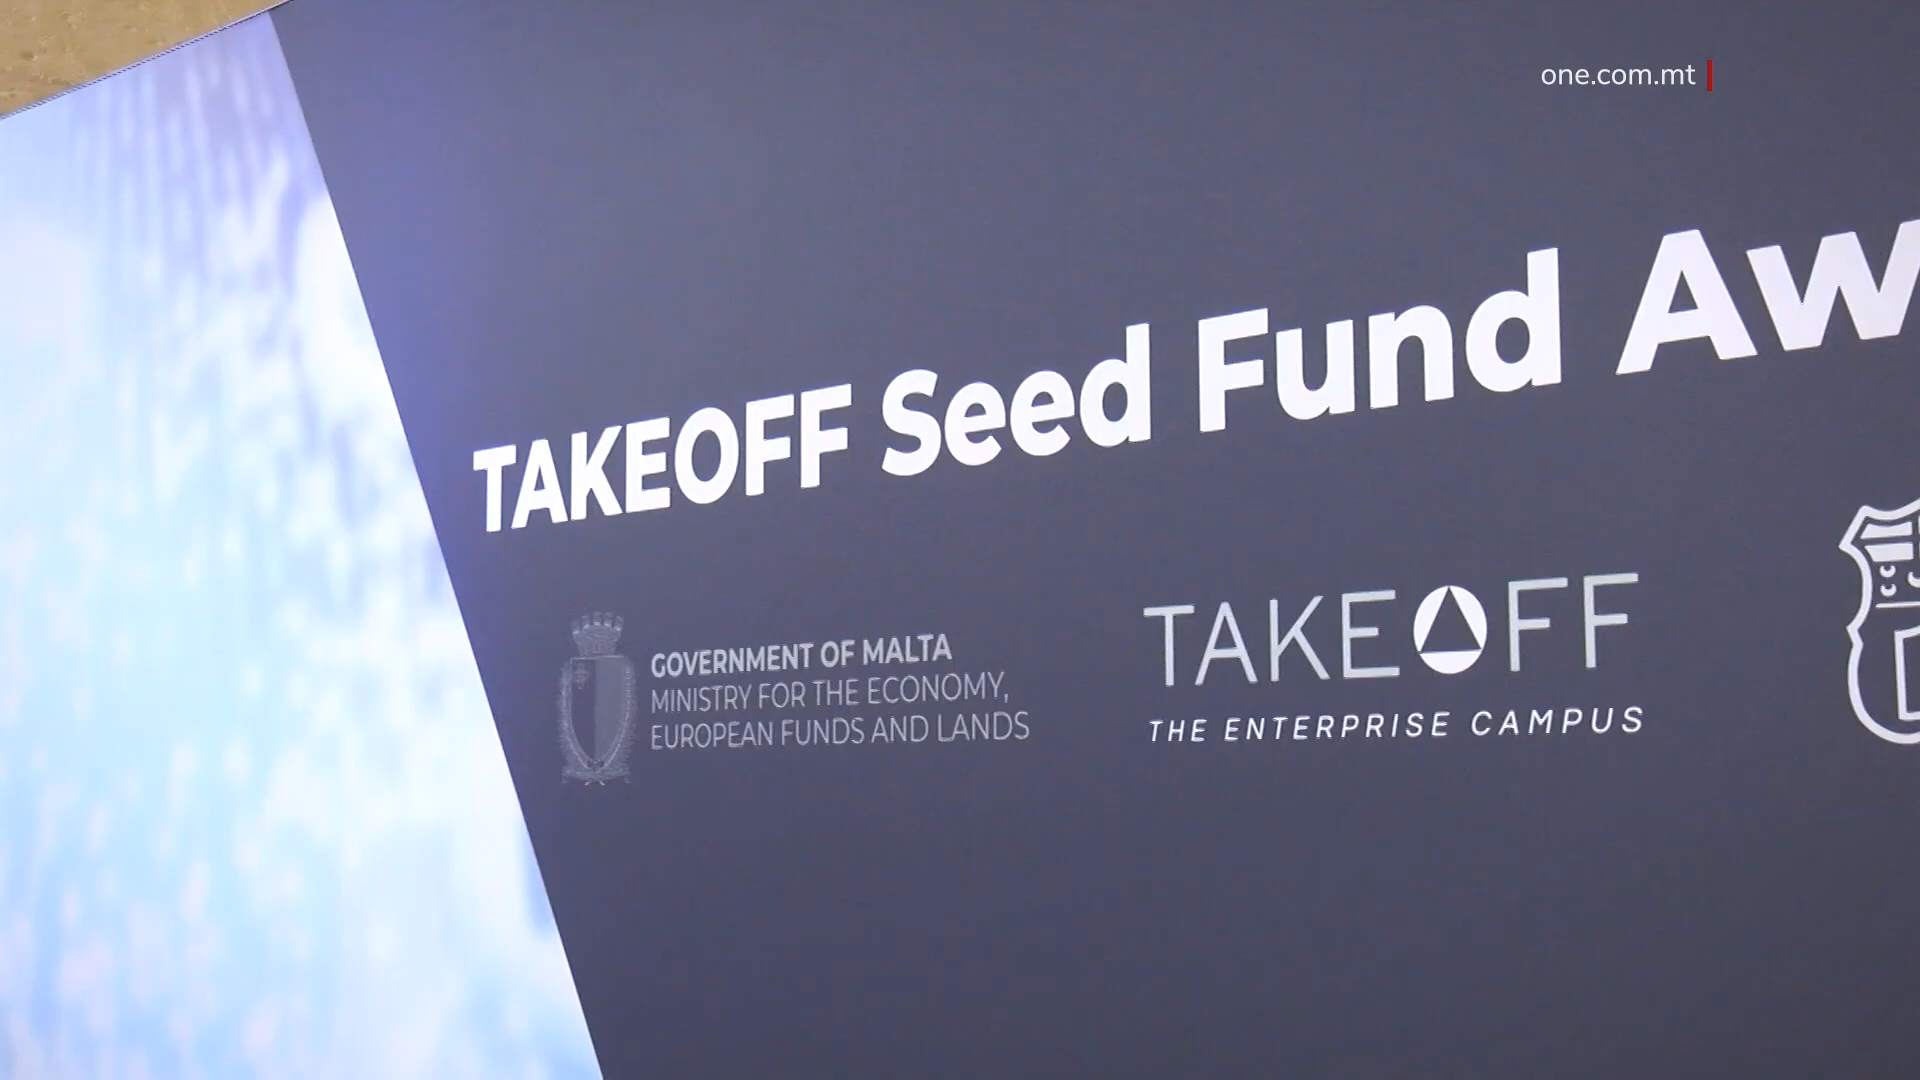 one.com.mt
TAKEOFF Seed Fund Aw
GOVERNMENT OF MALTA
MINISTRY FOR THE ECONOMY,
EUROPEAN FUNDS AND LANDS
TAKEOFF
THE ENTERPRISE CAMPUS